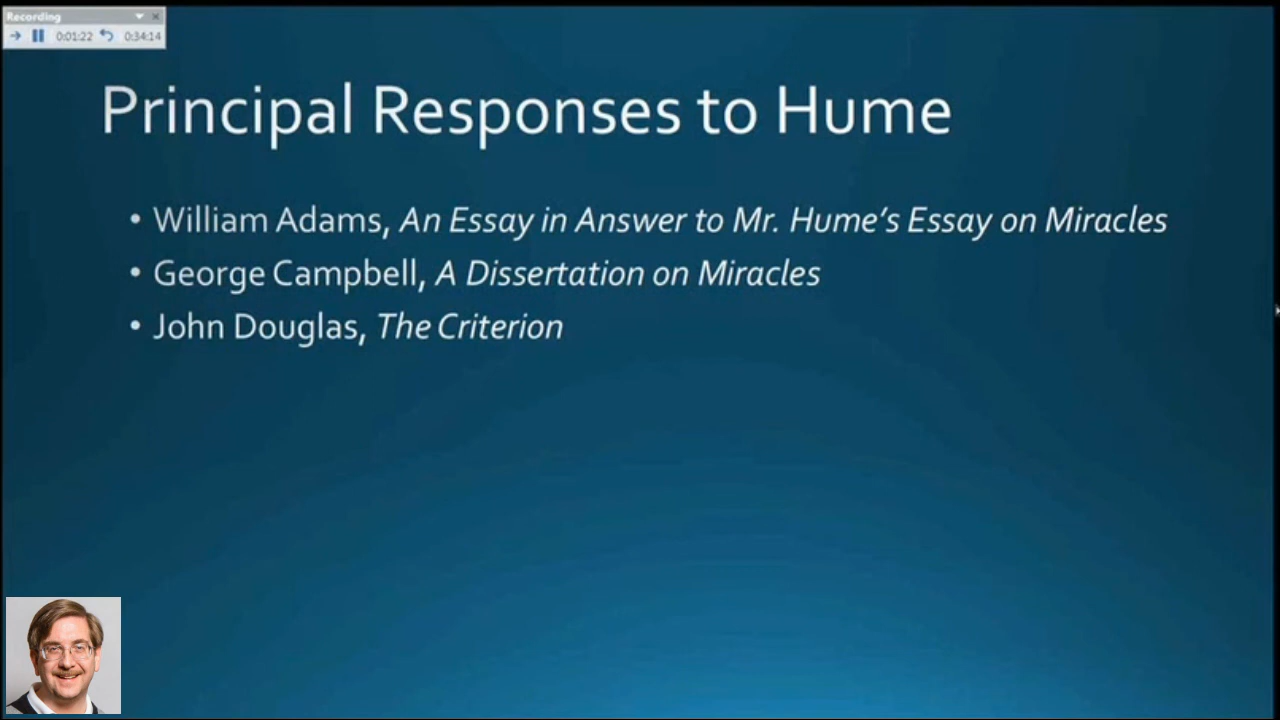 Recording
0:01:22 0:34:14
Principal Responses to Hume
• William Adams, An Essay in Answer to Mr. Hume's Essay on Miracles
• George Campbell, A Dissertation on Miracles
• John Douglas, The Criterion